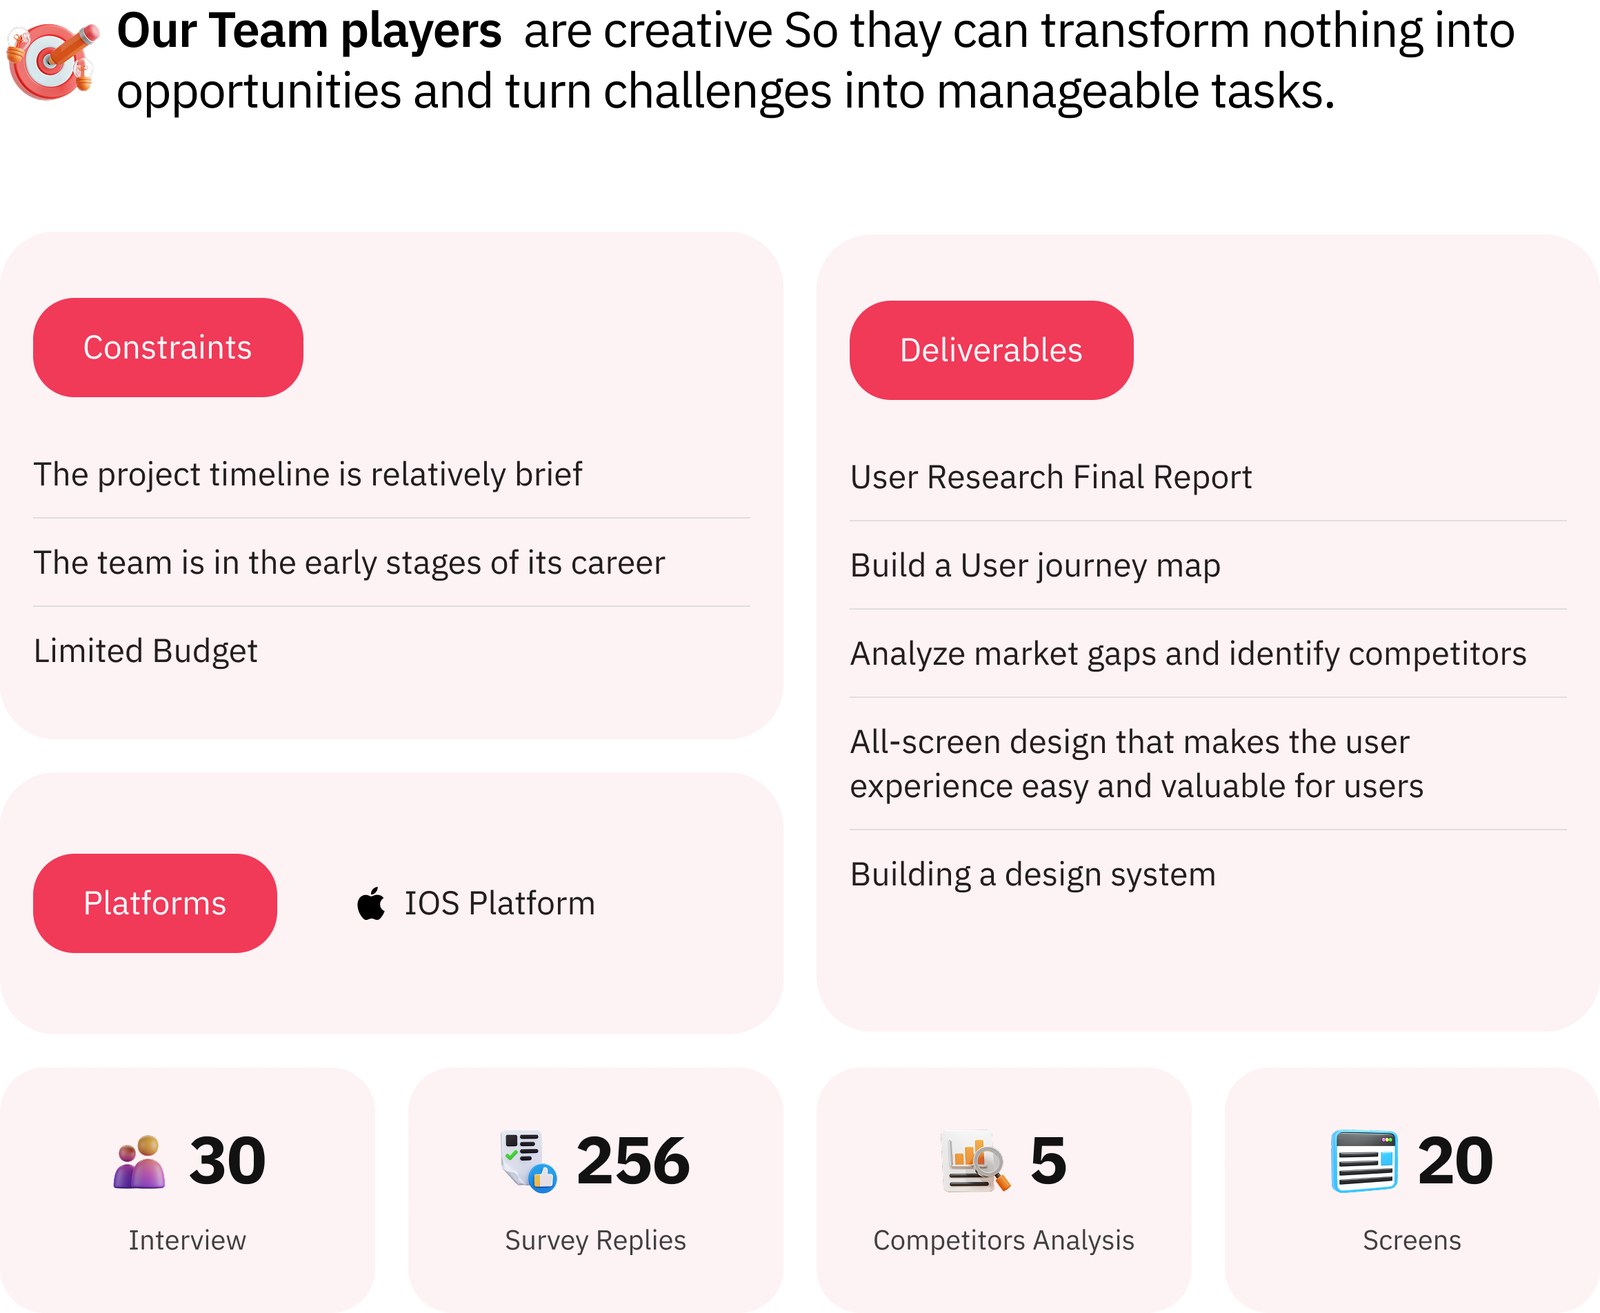 Our Team players are creative So thay can transform nothing into
opportunities and turn challenges into manageable tasks.
Constraints
The project timeline is relatively brief
The team is in the early stages of its career
Limited Budget
Platforms
IOS Platform
Deliverables
User Research Final Report
Build a User journey map
Analyze market gaps and identify competitors
All-screen design that makes the user
experience easy and valuable for users
Building a design system
30
Interview
256
Survey Replies
5
Competitors Analysis
20
Screens